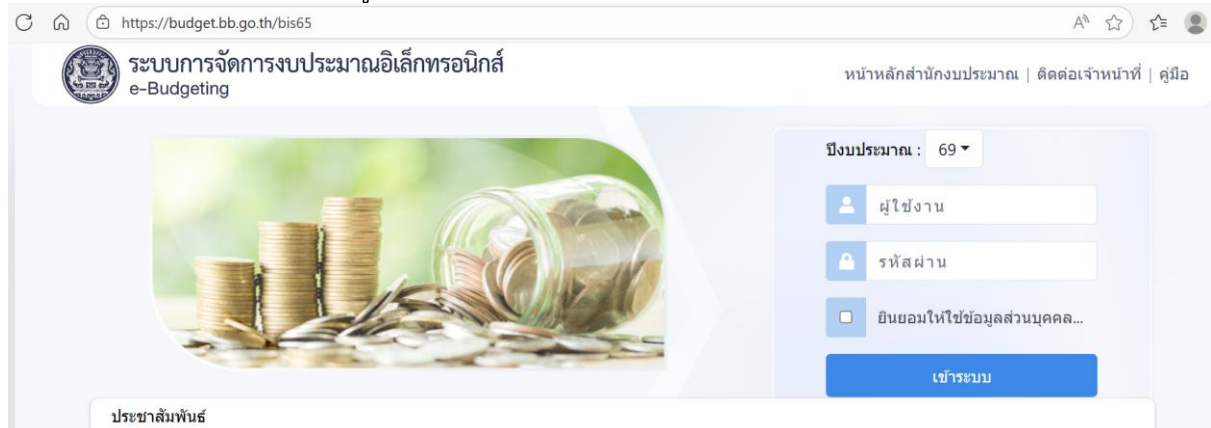 https://budget.bb.go.th/bis65
ระบบการจัดการงบประมาณอิเล็กทรอนิกส์
e-Budgeting
หน้าหลักสำนักงบประมาณ | ติดต่อเจ้าหน้าที่ | คู่มือ
ปีงบประมาณ : 69
ผู้ใช้งาน
รหัสผ่าน
ยินยอมให้ใช้ข้อมูลส่วนบุคคล...
เข้าระบบ
ประชาสัมพันธ์